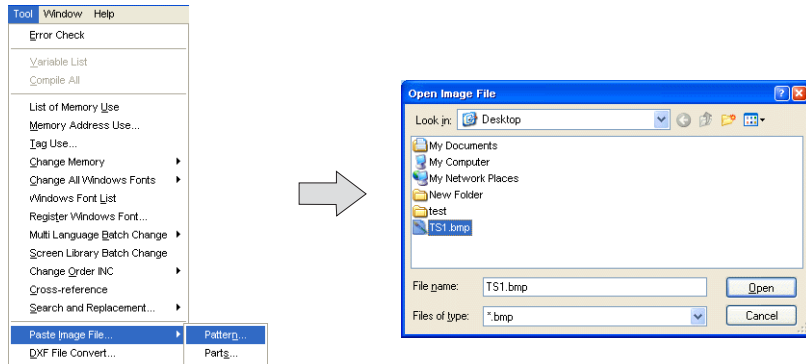 Tool Window Help
Error Check
Variable List
Compile All
List of Memory Use
Memory Address Use...
Tag Use...
Change Memory
Change All Windows Fonts
Windows Font List
Register Windows Font...
Multi Language Batch Change
Screen Library Batch Change
Change Order INC
Cross-reference
Search and Replacement...
Paste Image File...
Pattern...
DXF File Convert...
Parts...
Open Image File
Look in: Desktop
My Documents
My Computer
My Network Places
New Folder
test
TS1.bmp
File name: TS1.bmp Open
Files of type: *.bmp Cancel